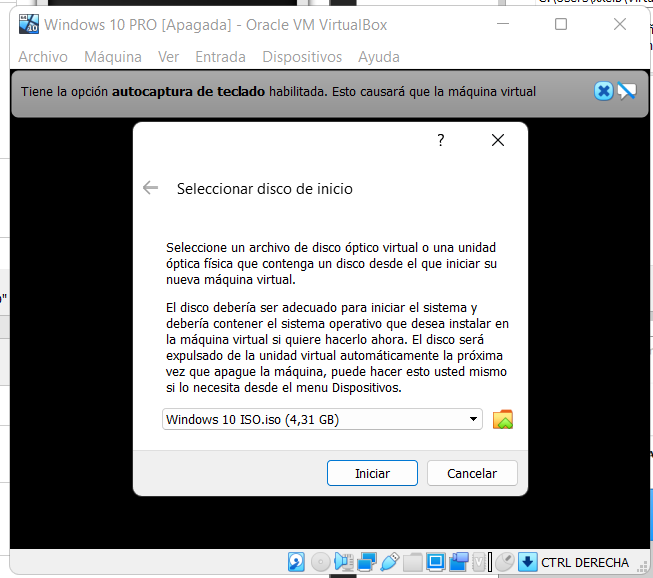 Windows 10 PRO [Apagada] - Oracle VM VirtualBox
Archivo Máquina Ver Entrada Dispositivos Ayuda
Tiene la opción autocaptura de teclado habilitada. Esto causará que la máquina virtual
?
Seleccionar disco de inicio
Seleccione un archivo de disco óptico virtual o una unidad
óptica física que contenga un disco desde el que iniciar su
nueva máquina virtual.
El disco debería ser adecuado para iniciar el sistema y
debería contener el sistema operativo que desea instalar en
la máquina virtual si quiere hacerlo ahora. El disco será
expulsado de la unidad virtual automáticamente la próxima
vez que apague la máquina, puede hacer esto usted mismo
si lo necesita desde el menu Dispositivos.
Windows 10 ISO.iso (4,31 GB)
Iniciar Cancelar
CTRL DERECHA